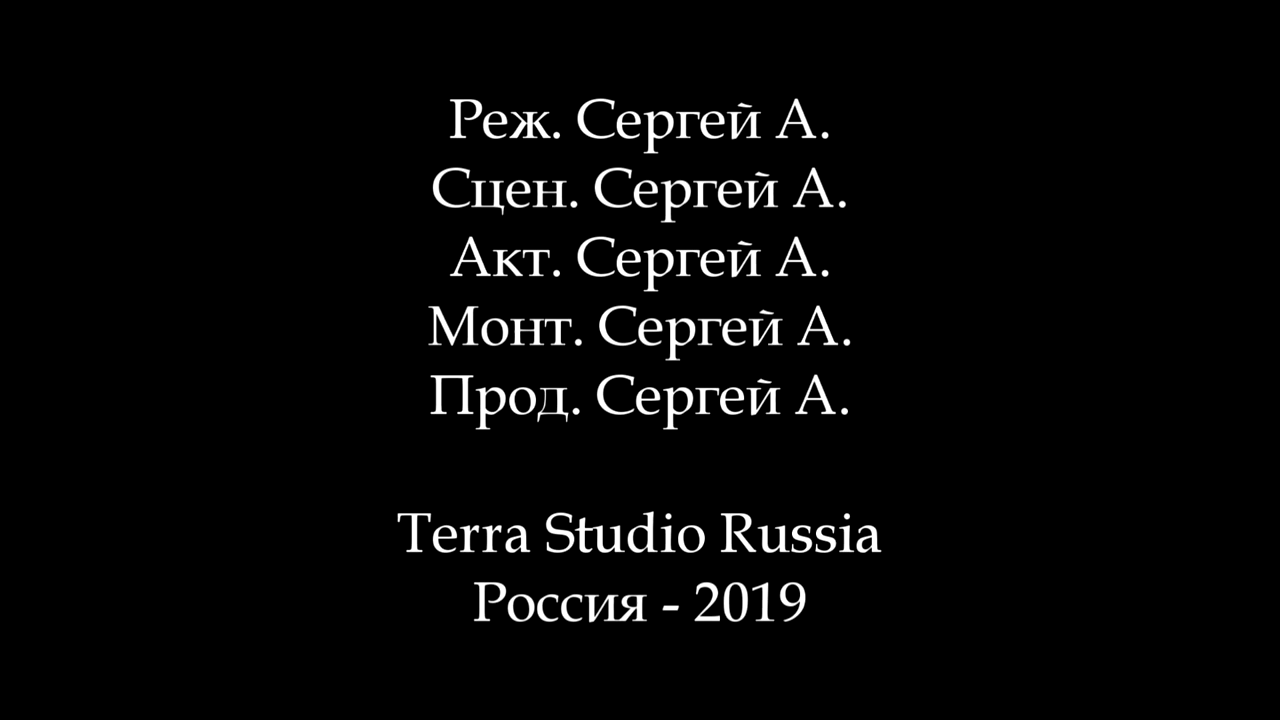 Реж. Сергей А.
Сцен. Сергей А.
Акт. Сергей А.
Монт. Сергей А.
Прод. Сергей А.
Terra Studio Russia
Россия - 2019